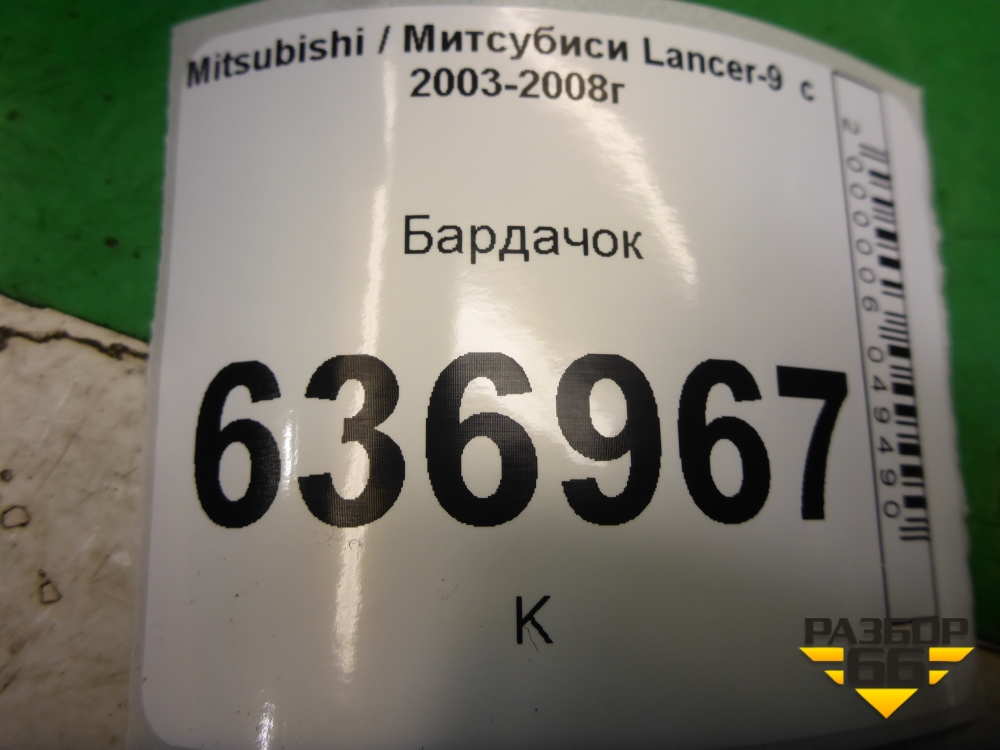 Mitsubishi / Митсубиси Lancer-9 с
2003-2008г
Бардачок
636967
К
2000006049490
РАЗБОР
66